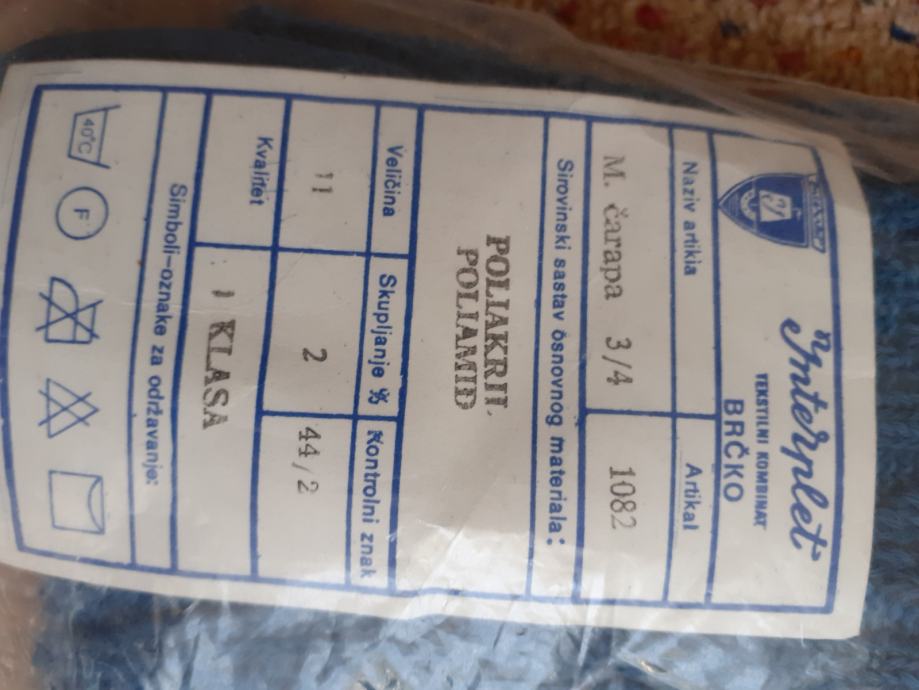 Interplet
TEKSTILNI KOMBINAT
BRČKO
Naziv artikla Artikal
M. čarapa 3/4 1082
Sirovinski sastav osnovnog materiala:
POLIAKRIL
POLIAMID
Veličina Skupljanje % Kontrolni znak
11 2 44/2
Kvalitet
I KLASA
Simboli-oznake za održavanje:
40°C F